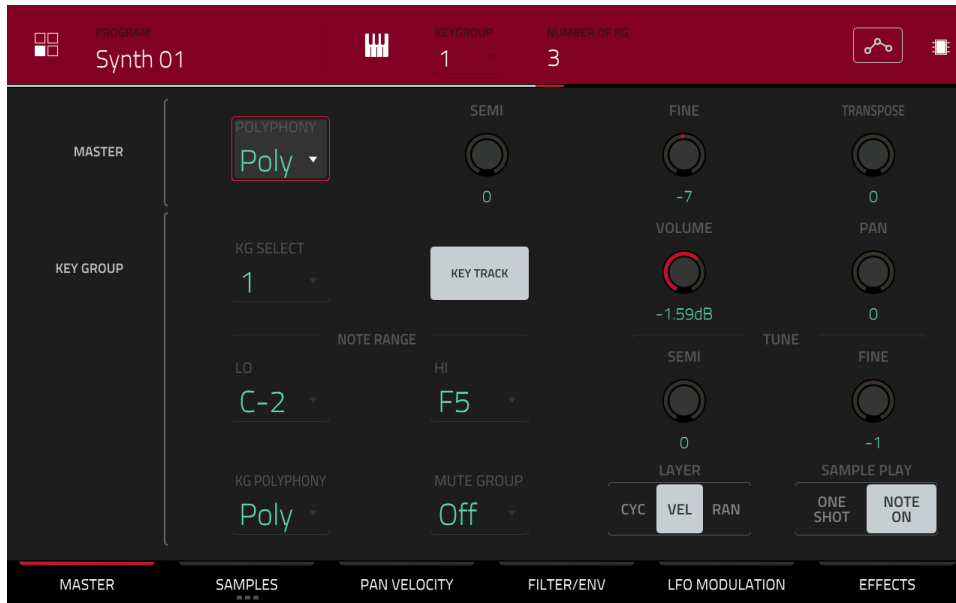 PROGRAM
Synth 01
KEYGROUP
1
NUMBER OF KG
3
MASTER
POLYPHONY
Poly
SEMI
0
FINE
-7
TRANSPOSE
0
KEY GROUP
KG SELECT
1
KEY TRACK
VOLUME
-1.59dB
PAN
0
NOTE RANGE
LO
C-2
HI
F5
TUNE
SEMI
0
FINE
-1
KG POLYPHONY
Poly
MUTE GROUP
Off
LAYER
CYC VEL RAN
SAMPLE PLAY
ONE
SHOT
NOTE
ON
MASTER SAMPLES PAN VELOCITY FILTER/ENV LFO MODULATION EFFECTS